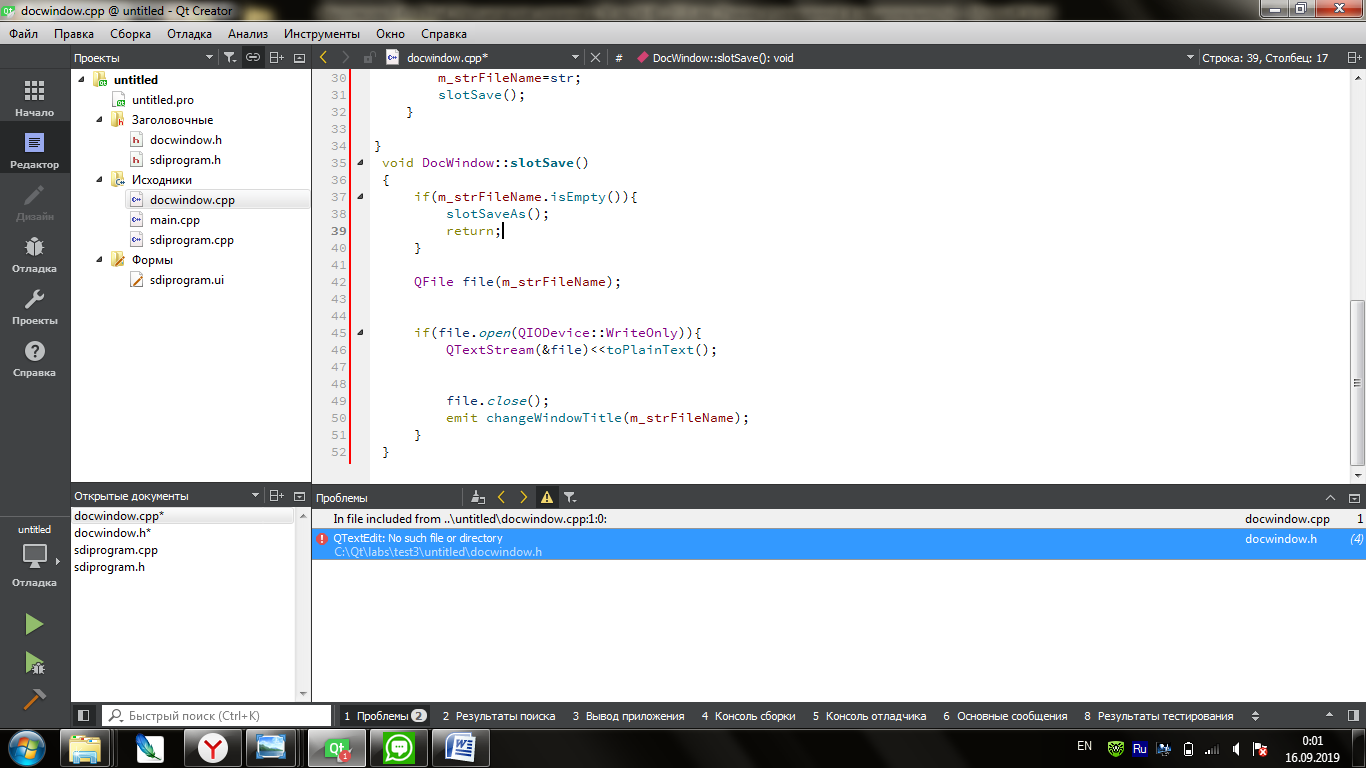 docwindow.cpp @ untitled - Qt Creator
Файл Правка Сборка Отладка Анализ Инструменты Окно Справка
Проекты docwindow.cpp* # DocWindow::slotSave(): void Строка: 39, Столбец: 17
Начало
Редактор
Дизайн
Отладка
Проекты
Справка
untitled
untitled.pro
Заголовочные
docwindow.h
sdiprogram.h
Исходники
docwindow.cpp
main.cpp
sdiprogram.cpp
Формы
sdiprogram.ui
30 m_strFileName=str;
31 slotSave();
32 }
33
34 }
35 void DocWindow::slotSave()
36 {
37 if(m_strFileName.isEmpty()){
38 slotSaveAs();
39 return;
40 }
41
42 QFile file(m_strFileName);
43
44
45 if(file.open(QIODevice::WriteOnly)){
46 QTextStream(&file)<<toPlainText();
47
48
49 file.close();
50 emit changeWindowTitle(m_strFileName);
51 }
52 }
Открытые документы
docwindow.cpp*
docwindow.h*
sdiprogram.cpp
sdiprogram.h
untitled
Отладка
Проблемы
In file included from ..\untitled\docwindow.cpp:1:0: docwindow.cpp 1
QTextEdit: No such file or directory docwindow.h (4)
C:\Qt\labs\test3\untitled\docwindow.h
Быстрый поиск (Ctrl+K) 1 Проблемы 2 2 Результаты поиска 3 Вывод приложения 4 Консоль сборки 5 Консоль отладчика 6 Основные сообщения 8 Результаты тестирования
EN Ru 0:01
16.09.2019